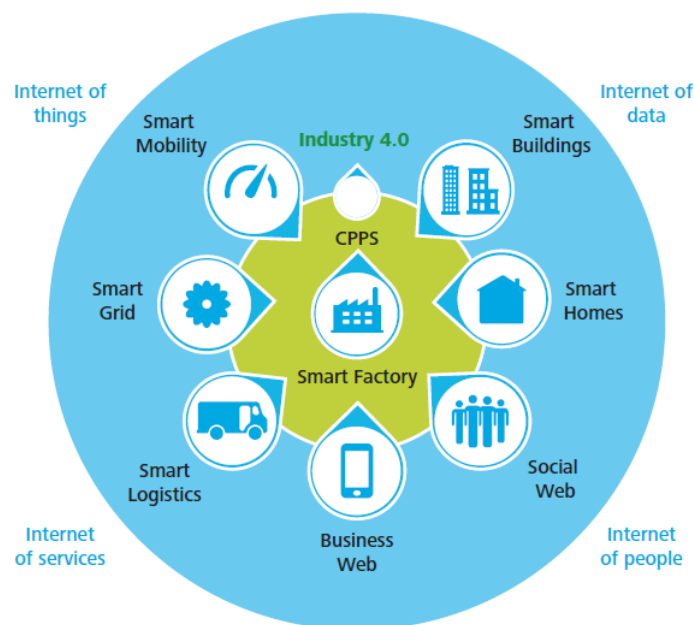 Internet of
things
Internet of
data
Smart
Mobility
Industry 4.0
Smart
Buildings
CPPS
Smart
Grid
Smart
Homes
Smart Factory
Smart
Logistics
Social
Web
Business
Web
Internet
of services
Internet
of people